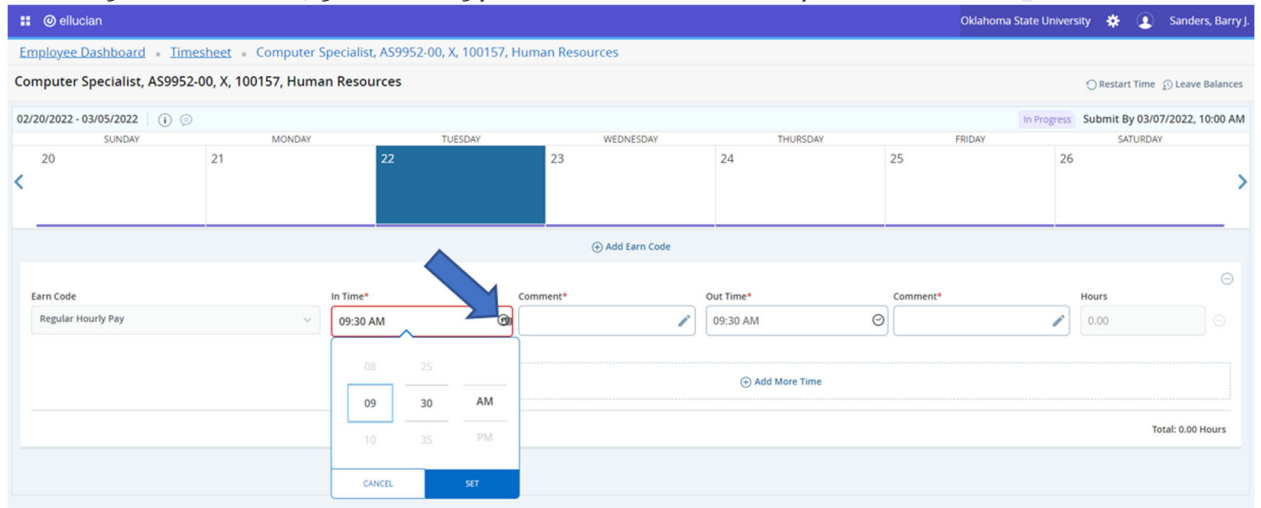 ellucian Oklahoma State University Sanders, Barry J.
Employee Dashboard • Timesheet • Computer Specialist, AS9952-00, X, 100157, Human Resources
Computer Specialist, AS9952-00, X, 100157, Human Resources Restart Time Leave Balances
02/20/2022 - 03/05/2022 In Progress Submit By 03/07/2022, 10:00 AM
SUNDAY MONDAY TUESDAY WEDNESDAY THURSDAY FRIDAY SATURDAY
20 21 22 23 24 25 26
Add Earn Code
Earn Code In Time* Comment* Out Time* Comment* Hours
Regular Hourly Pay 09:30 AM 09:30 AM 0.00
08 25
Add More Time
09 30 AM
10 35 PM
Total: 0.00 Hours
CANCEL SET